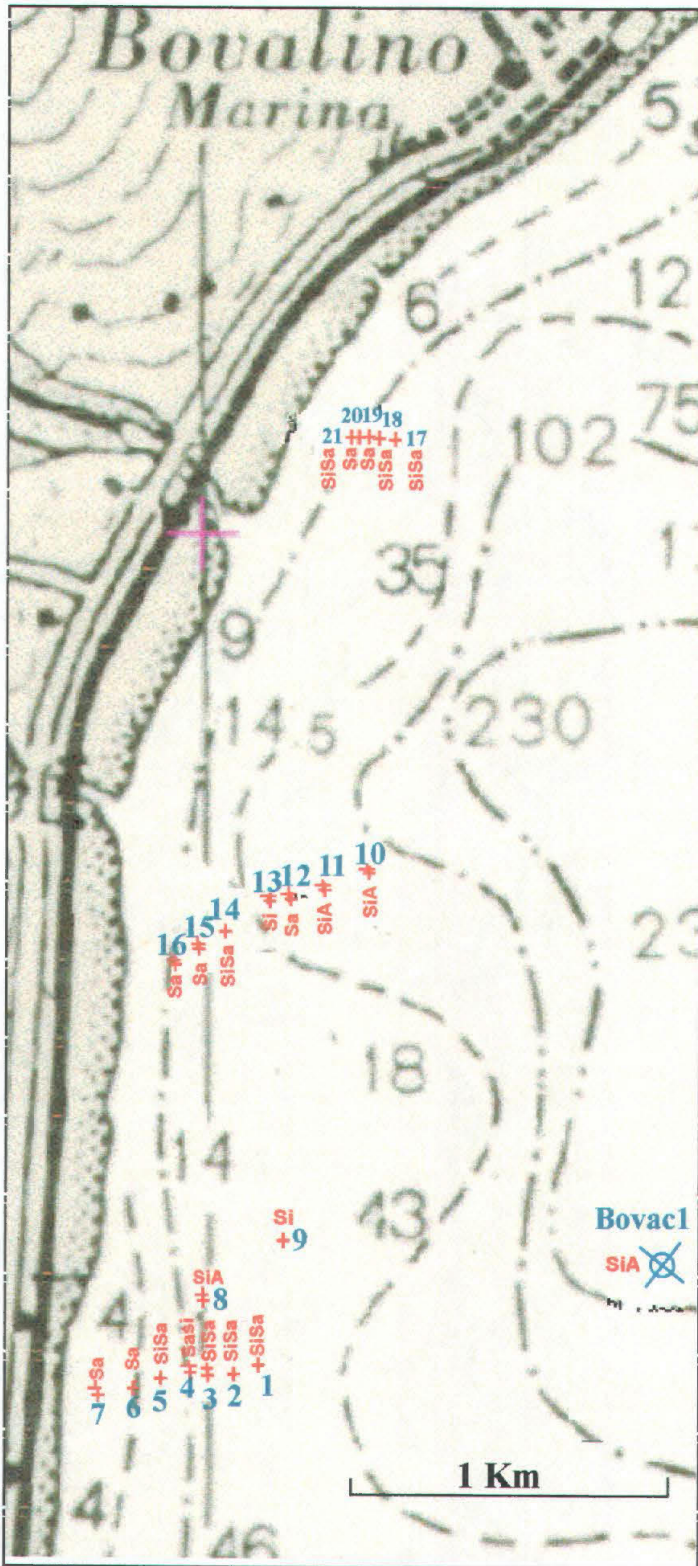 Bovalino
Marina
5
12
6
75
2019 18
21 17
SiSa Sa Sa SiSa SiSa
102
35
9
14 5
230
13 12 11 10
Si Sa SiA SiA
16 15 14
Sa Sa SiSa
23
18
14
43
Si
9
Bovac1
SiA
SiA
8
4
Sa Sa SiSa SaSi SiSa SiSa SiSa
7 6 5 4 3 2 1
1 Km
4
46